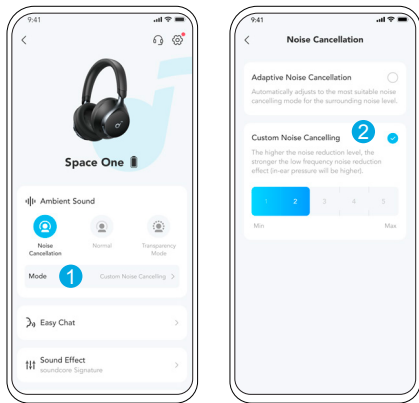 9:41
Space One
Ambient Sound
Noise
Cancellation
Normal
Transparency
Mode
Mode
1
Custom Noise Cancelling >
Easy Chat
Sound Effect
soundcore Signature
9:41
Noise Cancellation
Adaptive Noise Cancellation
Automatically adjusts to the most suitable noise
cancelling mode for the surrounding noise level.
Custom Noise Cancelling
2
The higher the noise reduction level, the
stronger the low frequency noise reduction
effect (in-ear pressure will be higher).
1 2 3 4 5
Min Max